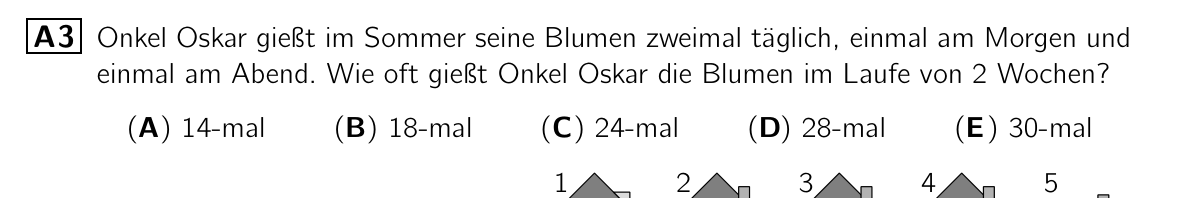 A3 Onkel Oskar gießt im Sommer seine Blumen zweimal täglich, einmal am Morgen und
einmal am Abend. Wie oft gießt Onkel Oskar die Blumen im Laufe von 2 Wochen?
(A) 14-mal (B) 18-mal (C) 24-mal (D) 28-mal (E) 30-mal
1 2 3 4 5